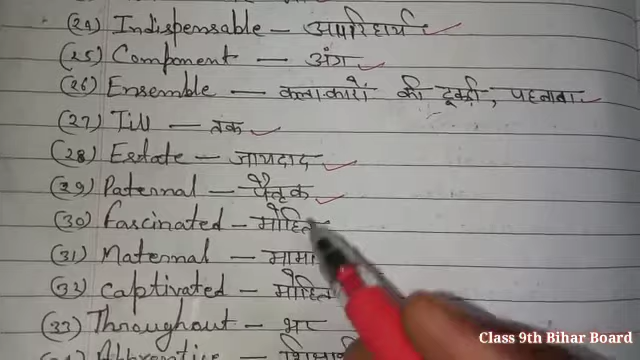 (24) Indispensable - अपरिहार्य
(25) Component - अंग
(26) Ensemble - कलाकारों की टूकड़ी, पहनावा
(27) Till - तक
(28) Estate - जायदाद
(29) Paternal - पैतृक
(30) Fascinated - मोहित
(31) Maternal - मामा
(32) Captivated - मोहित
(33) Throughout - भर
Class 9th Bihar Board